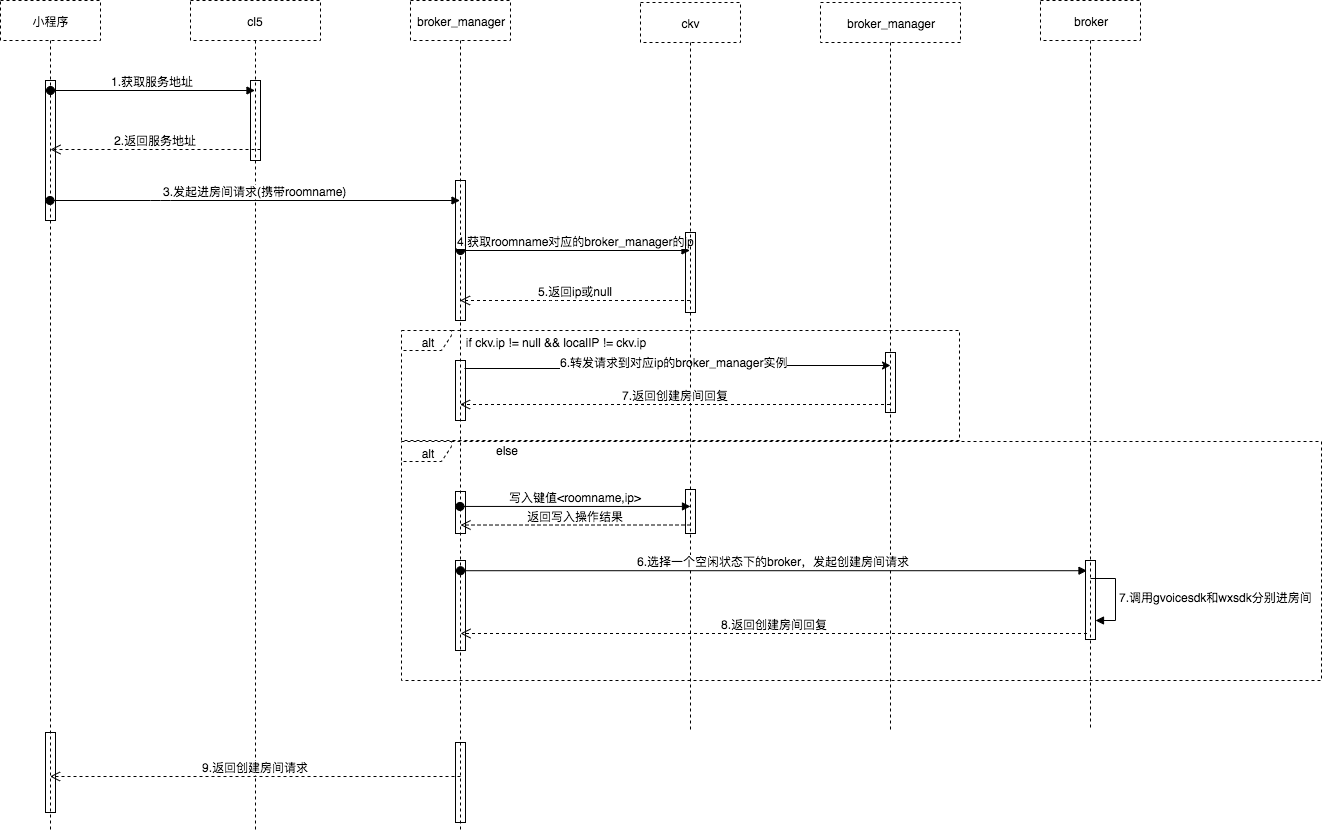 小程序
cl5
broker_manager
ckv
broker_manager
broker
1.获取服务地址
2.返回服务地址
3.发起进房间请求(携带roomname)
4.获取roomname对应的broker_manager的ip
5.返回ip或null
alt
if ckv.ip != null && localIP != ckv.ip
6.转发请求到对应ip的broker_manager实例
7.返回创建房间回复
alt
else
写入键值<roomname,ip>
返回写入操作结果
6.选择一个空闲状态下的broker，发起创建房间请求
7.调用gvoicesdk和wxsdk分别进房间
8.返回创建房间回复
9.返回创建房间请求